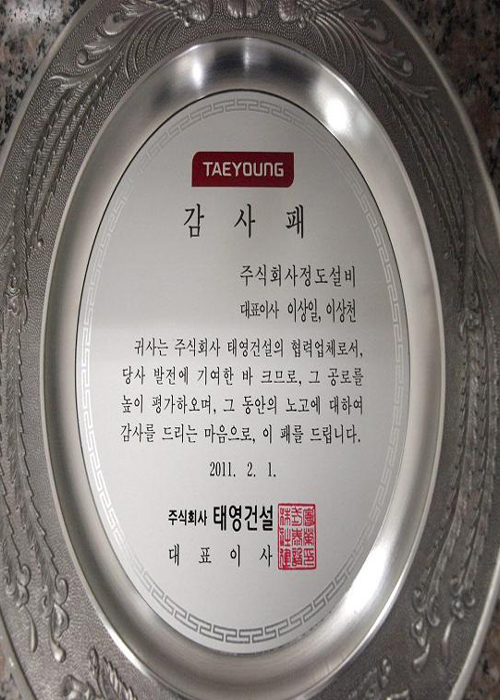 TAEYOUNG
감 사 패
주식회사정도설비
대표이사 이상일, 이상천
귀사는 주식회사 태영건설의 협력업체로서,
당사 발전에 기여한 바 크므로, 그 공로를
높이 평가하오며, 그 동안의 노고에 대하여
감사를 드리는 마음으로, 이 패를 드립니다.
2011. 2. 1.
주식회사 태영건설
대 표 이 사